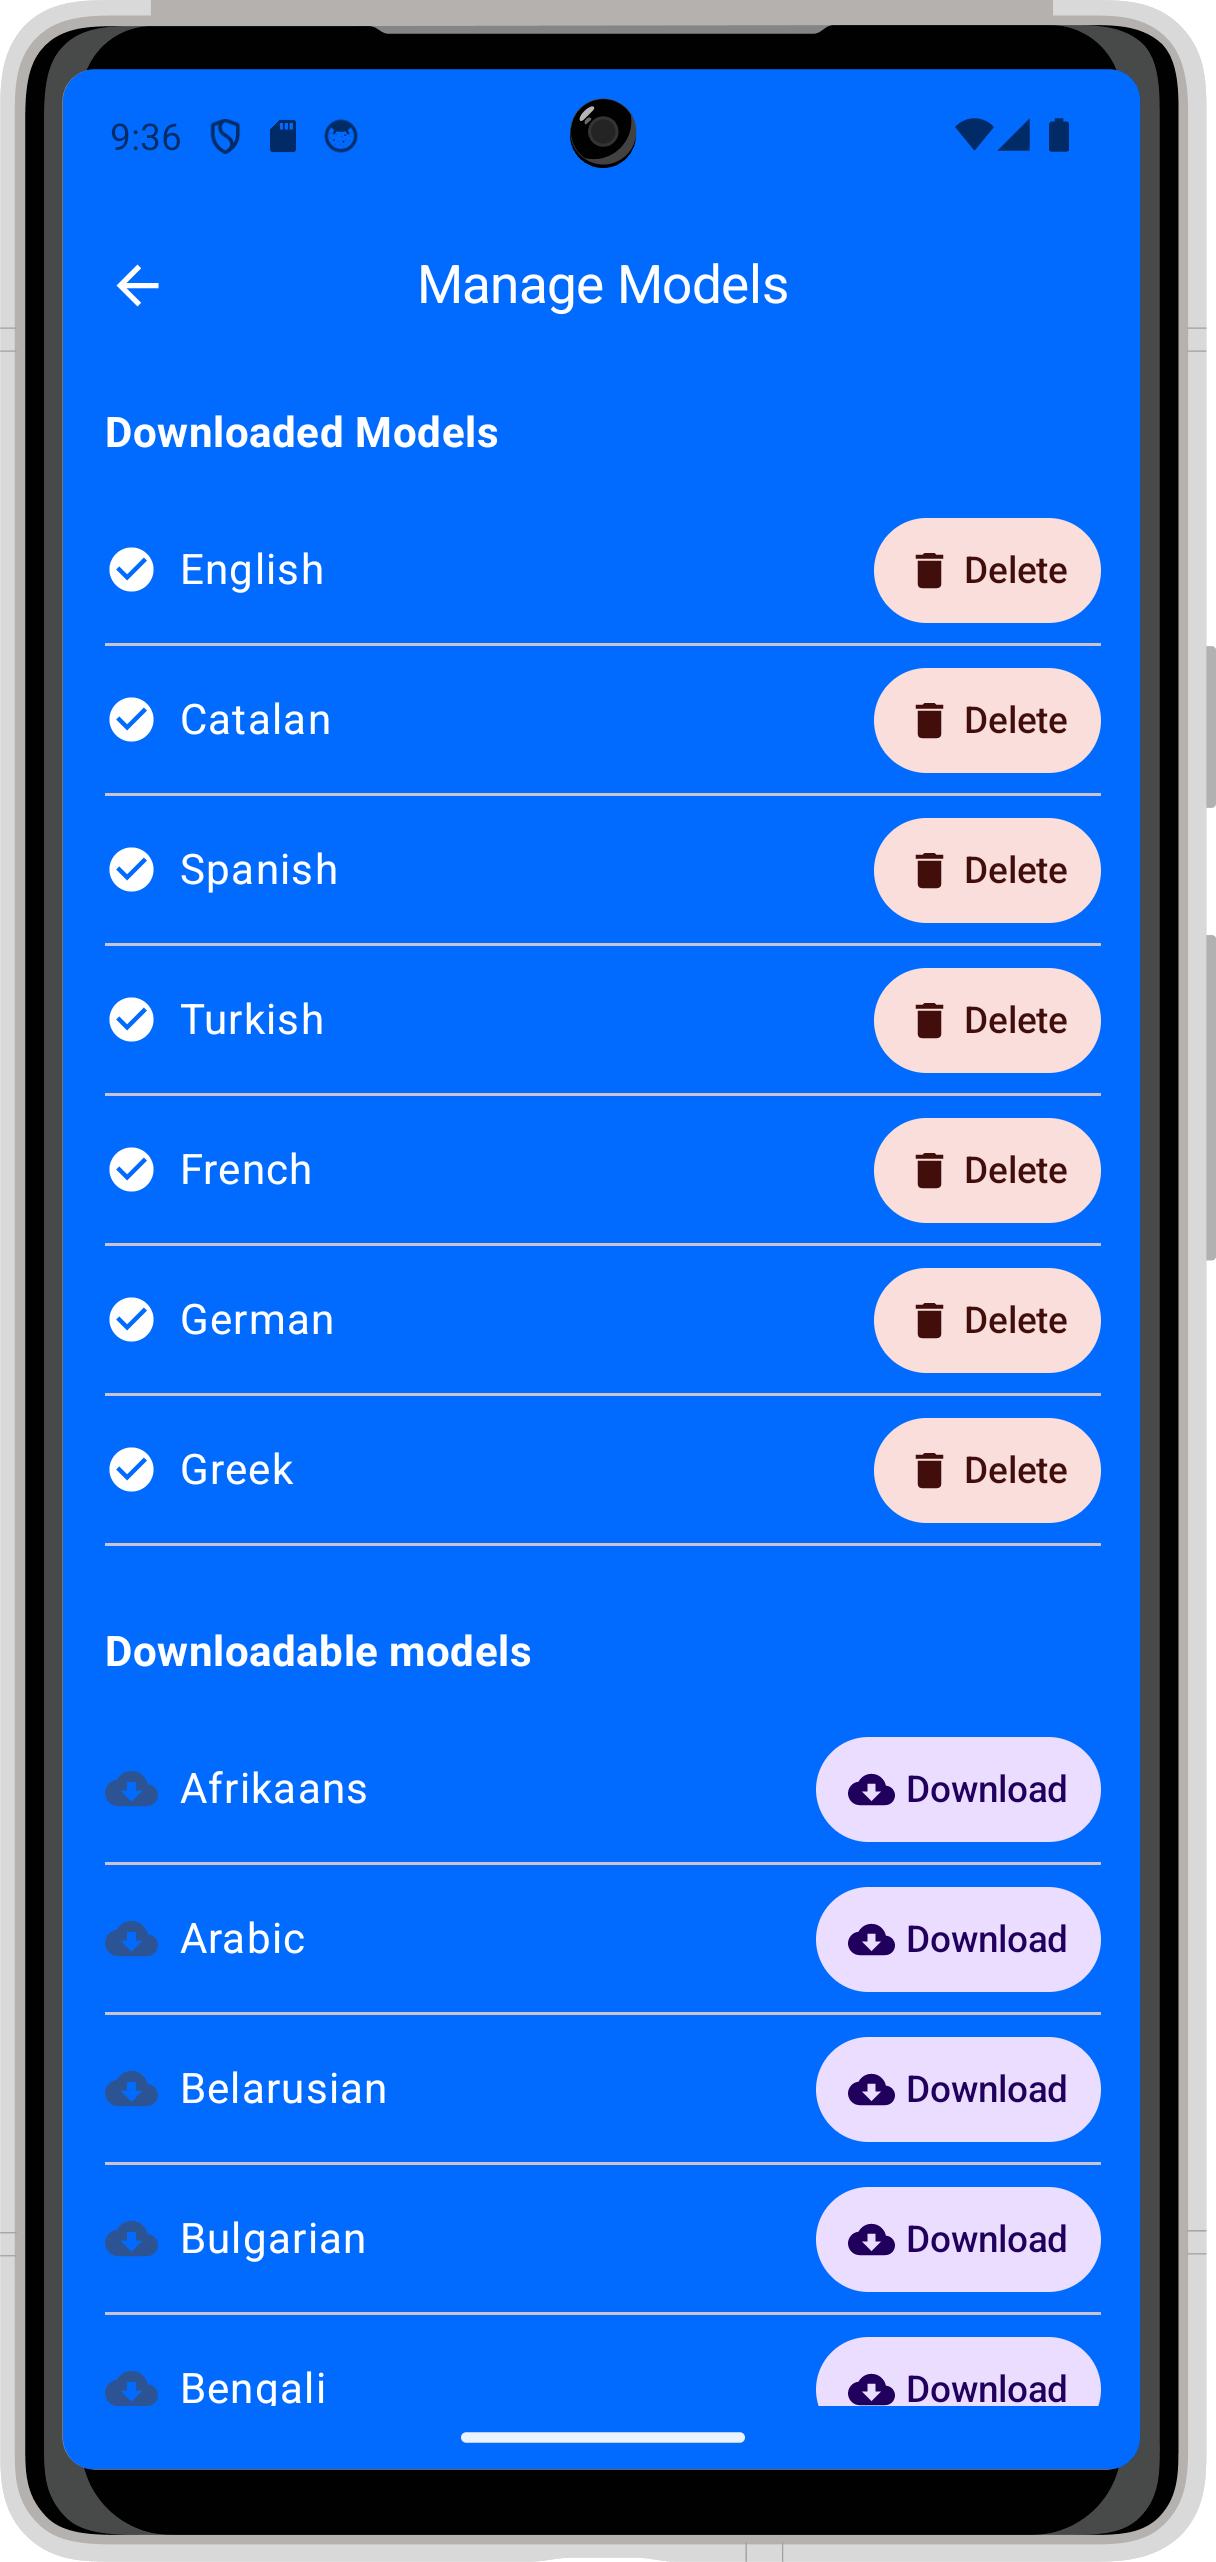 9:36
Manage Models
Downloaded Models
English Delete
Catalan Delete
Spanish Delete
Turkish Delete
French Delete
German Delete
Greek Delete
Downloadable models
Afrikaans Download
Arabic Download
Belarusian Download
Bulgarian Download
Bengali Download